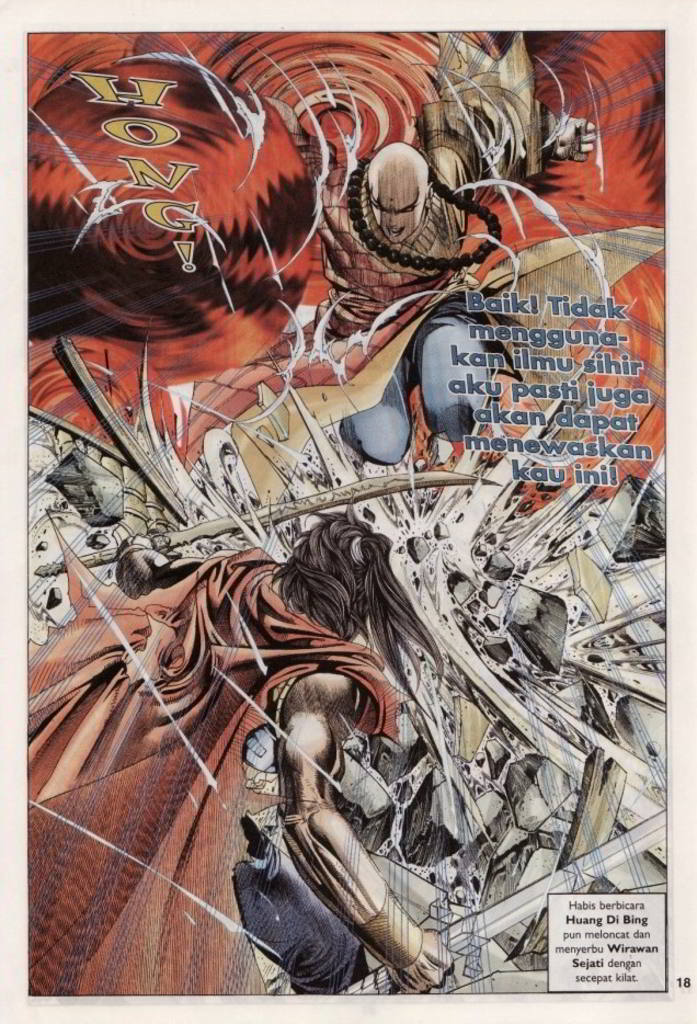 HONG!
Baik! Tidak
mengguna-
kan ilmu sihir
aku pasti juga
akan dapat
menewaskan
kau ini!
Habis berbicara
Huang Di Bing
pun meloncat dan
menyerbu Wirawan
Sejati dengan
secepat kilat.
18